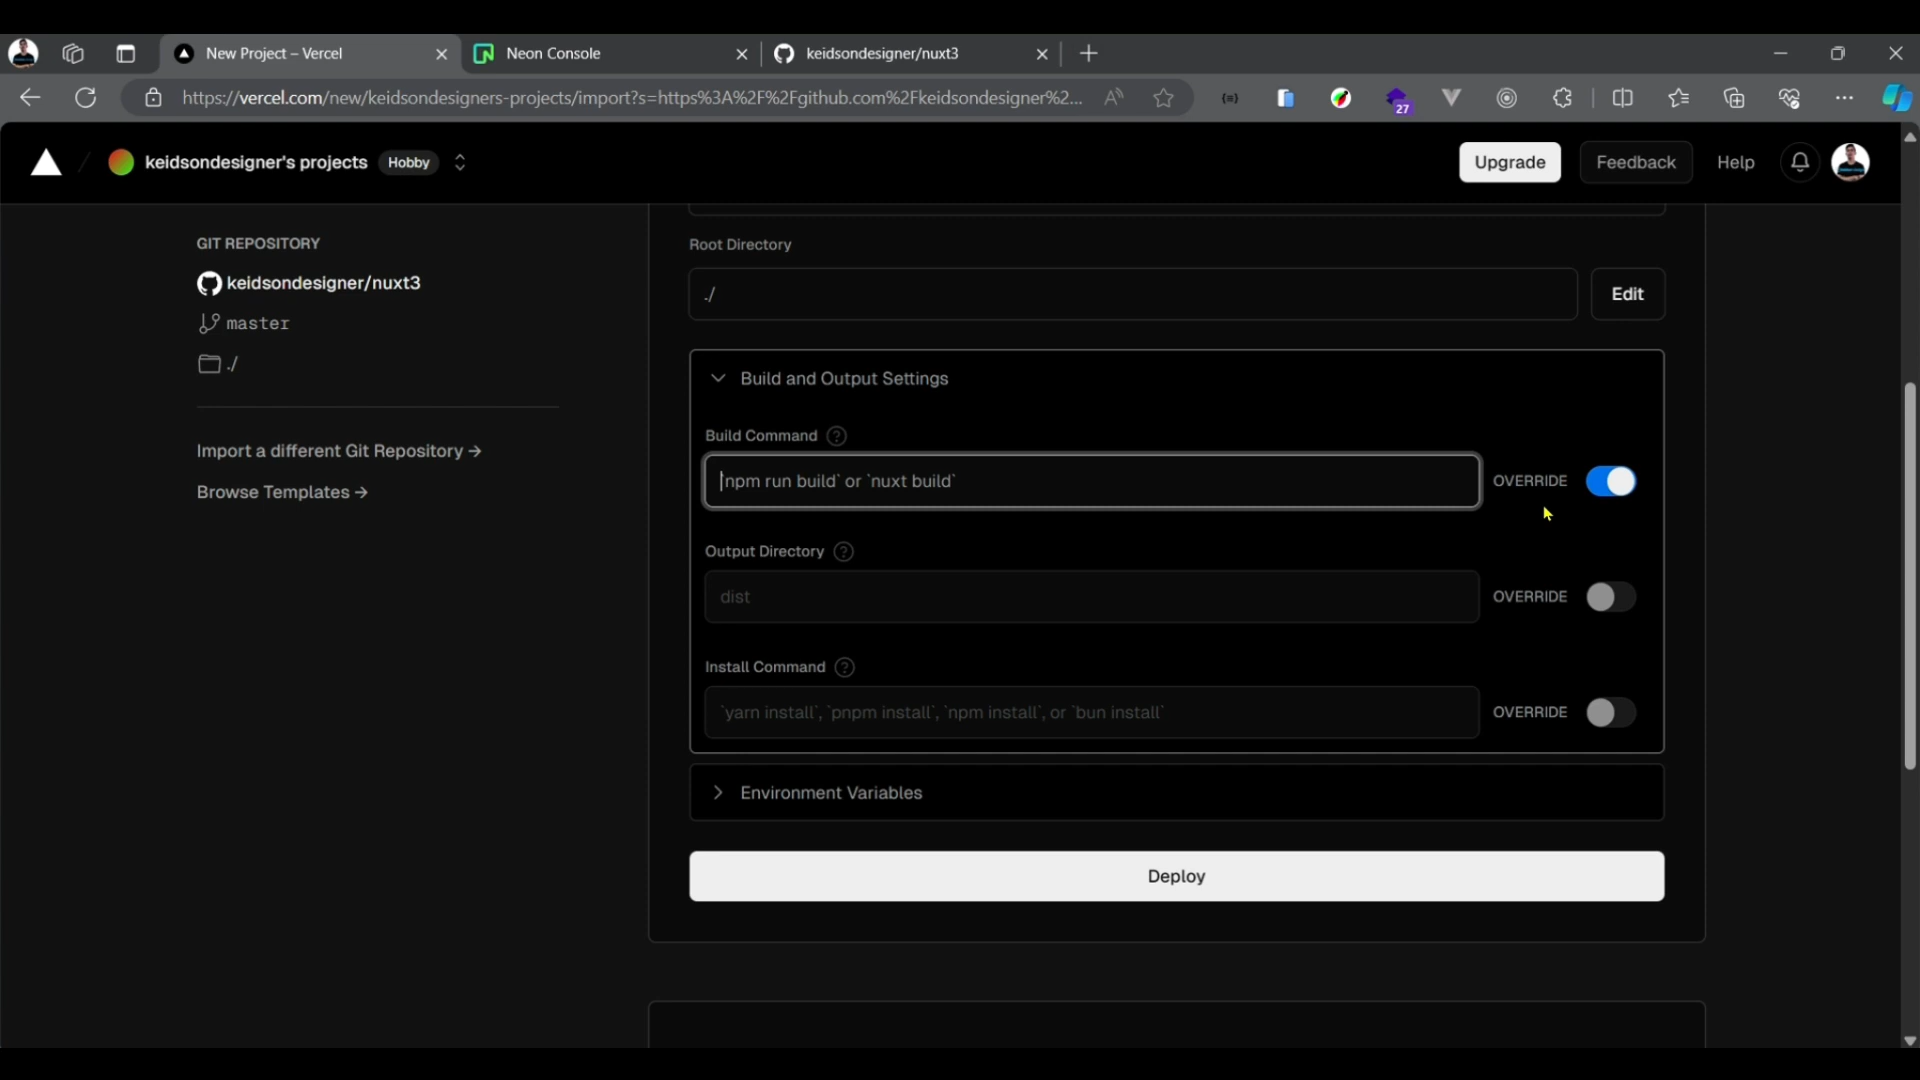 New Project – Vercel
Neon Console
keidsondesigner/nuxt3
https://vercel.com/new/keidsondesigners-projects/import?s=https%3A%2F%2Fgithub.com%2Fkeidsondesigner%2...
27
keidsondesigner's projects
Hobby
Upgrade
Feedback
Help
GIT REPOSITORY
keidsondesigner/nuxt3
master
./
Import a different Git Repository →
Browse Templates →
Root Directory
./
Edit
Build and Output Settings
Build Command ?
`npm run build` or `nuxt build`
OVERRIDE
Output Directory ?
dist
OVERRIDE
Install Command ?
`yarn install`, `pnpm install`, `npm install`, or `bun install`
OVERRIDE
Environment Variables
Deploy